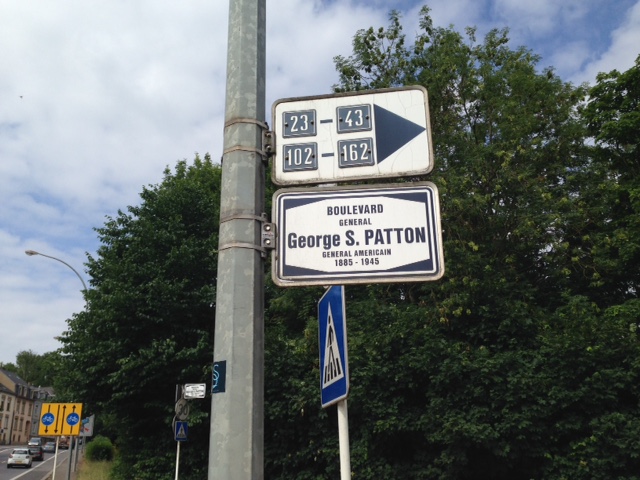 23 - 43
102 - 162
BOULEVARD
GENERAL
George S. PATTON
GENERAL AMERICAIN
1885 - 1945